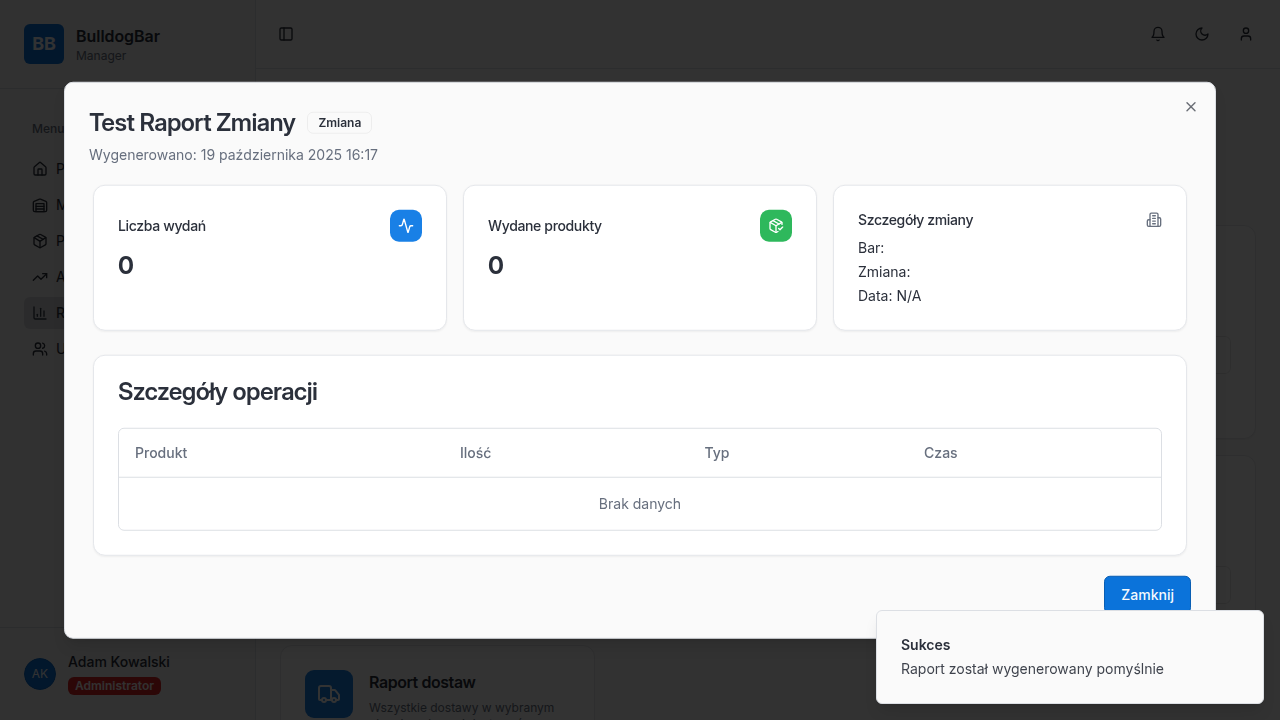 BB
BulldogBar
Manager
Menu
Test Raport Zmiany
Zmiana
Wygenerowano: 19 października 2025 16:17
Liczba wydań
0
Wydane produkty
0
Szczegóły zmiany
Bar:
Zmiana:
Data: N/A
Szczegóły operacji
Produkt Ilość Typ Czas
Brak danych
Zamknij
Sukces
Raport został wygenerowany pomyślnie
AK
Adam Kowalski
Administrator
Raport dostaw
Wszystkie dostawy w wybranym